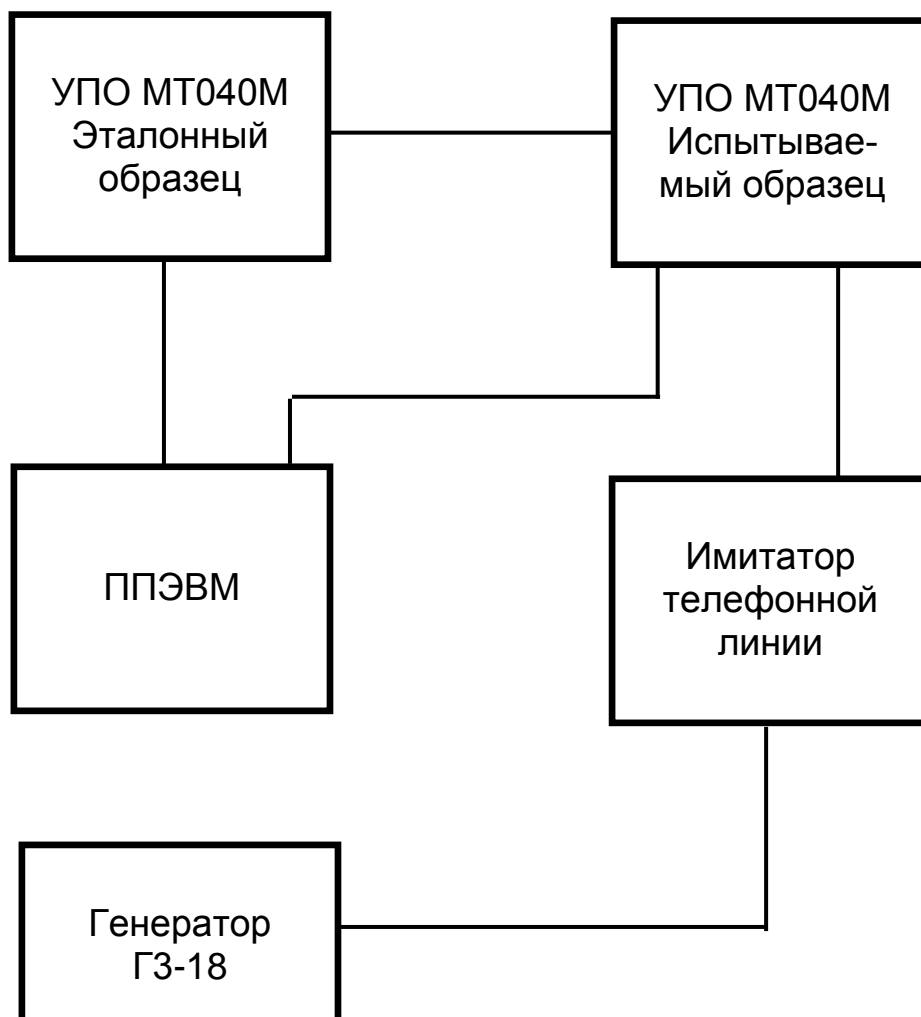 УПО МТ040М
Эталонный
образец
УПО МТ040М
Испытывае-
мый образец
ППЭВМ
Имитатор
телефонной
линии
Генератор
Г3-18